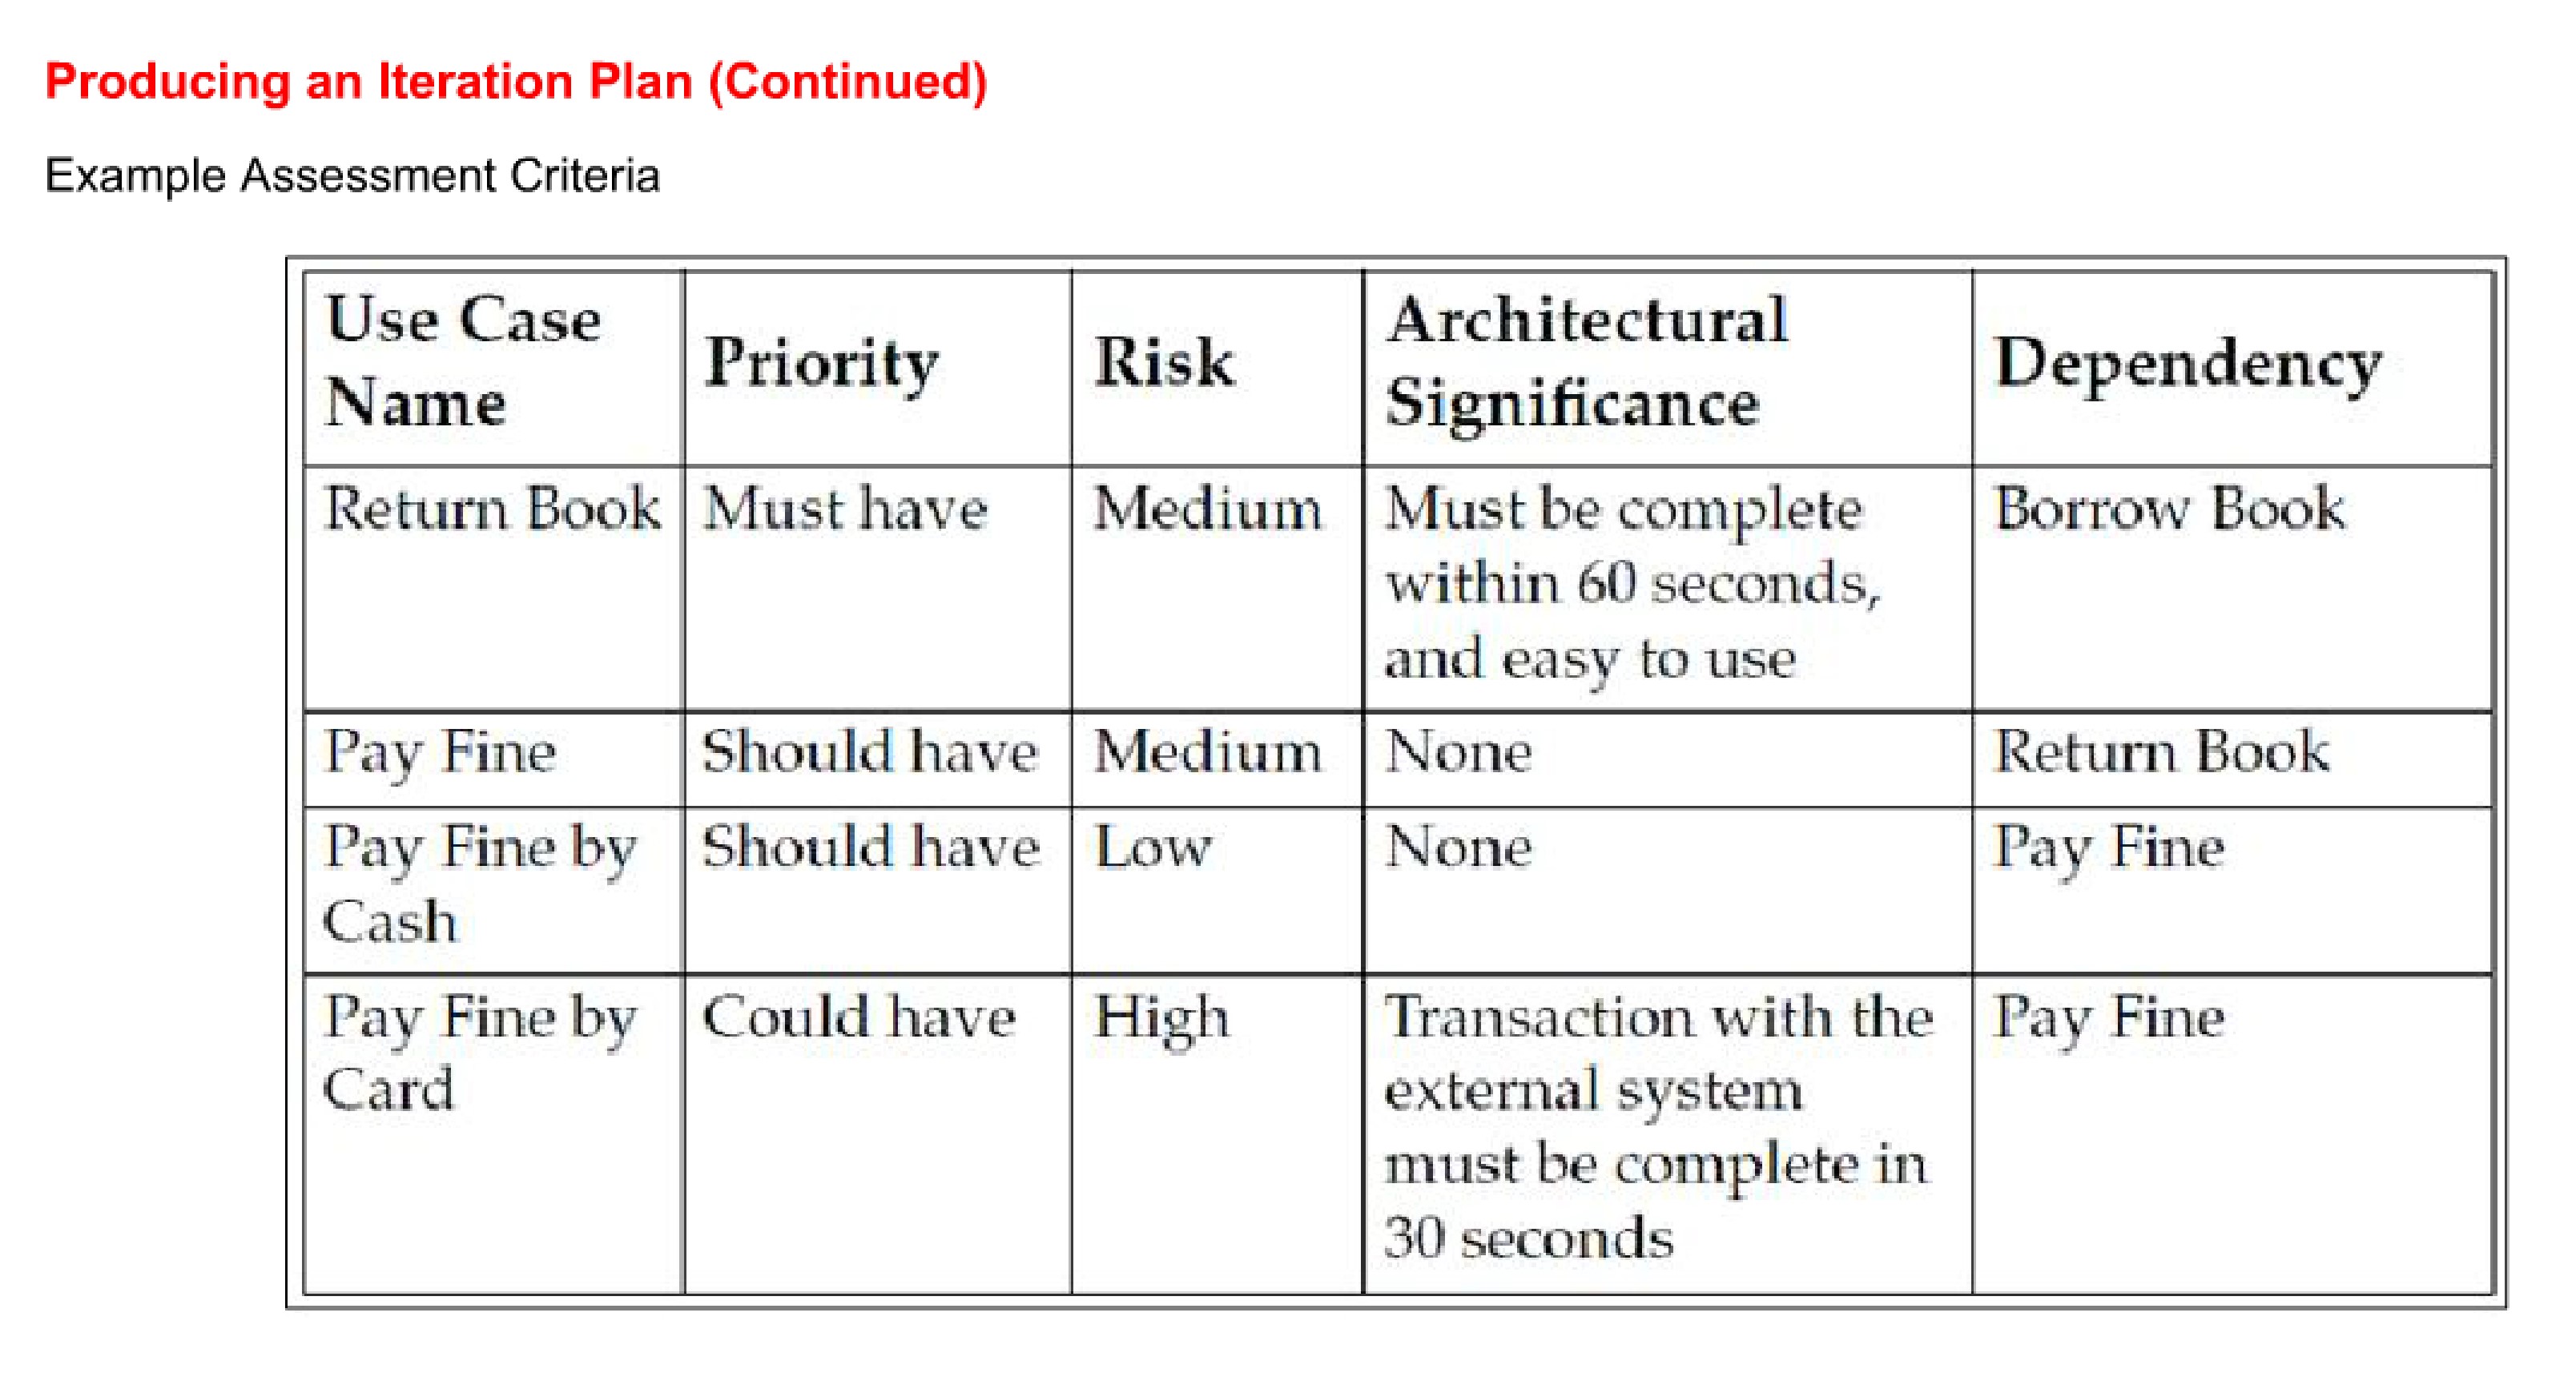 Producing an Iteration Plan (Continued)
Example Assessment Criteria
Use Case
Name
Priority
Risk
Architectural
Significance
Dependency
Return Book
Must have
Medium
Must be complete
within 60 seconds,
and easy to use
Borrow Book
Pay Fine
Should have
Medium
None
Return Book
Pay Fine by
Cash
Should have
Low
None
Pay Fine
Pay Fine by
Card
Could have
High
Transaction with the
external system
must be complete in
30 seconds
Pay Fine